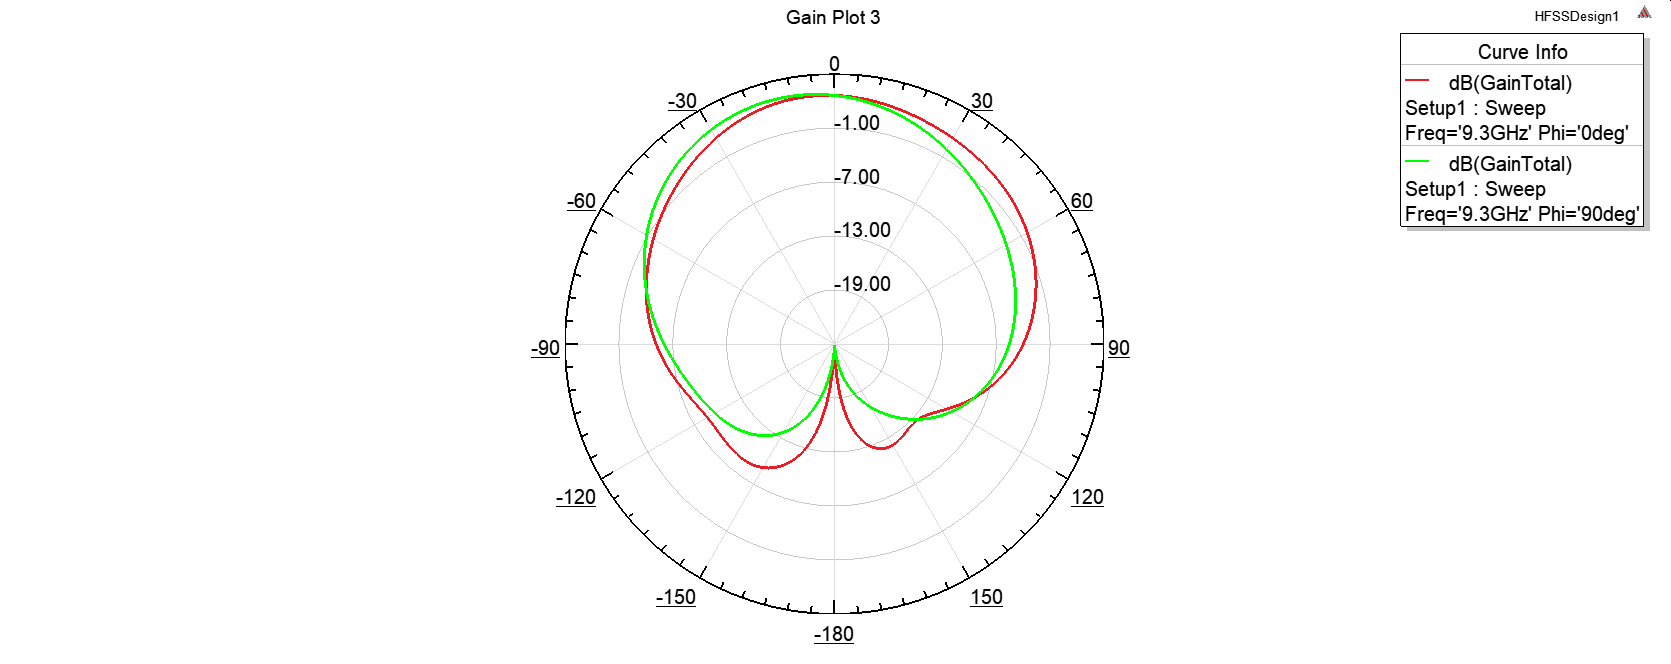 Gain Plot 3
HFSSDesign1
Curve Info
dB(GainTotal)
Setup1 : Sweep
Freq='9.3GHz' Phi='0deg'
dB(GainTotal)
Setup1 : Sweep
Freq='9.3GHz' Phi='90deg'
0
-30
30
-1.00
-7.00
-60
60
-13.00
-19.00
-90
90
-120
120
-150
150
-180